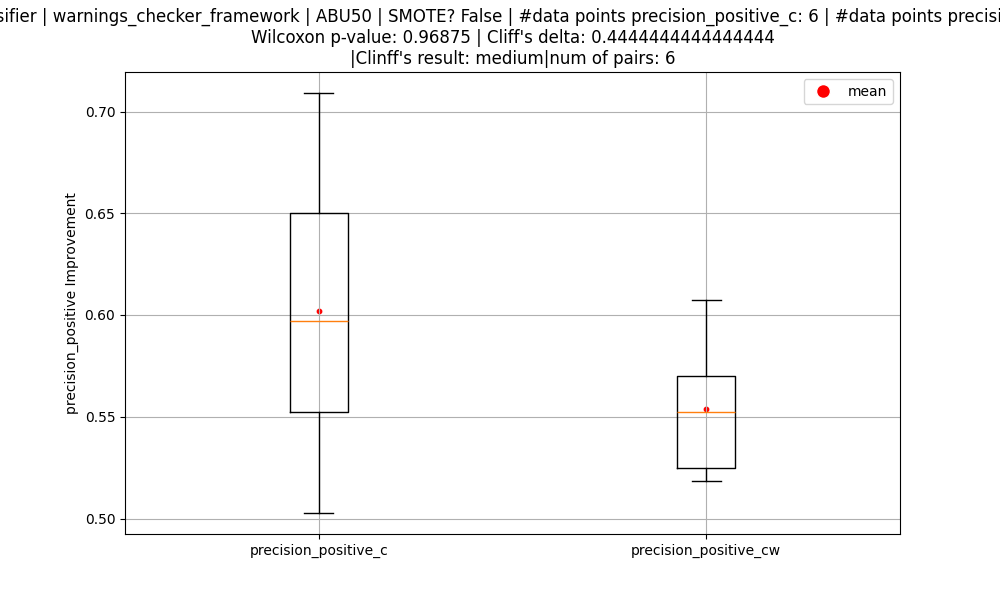 | warnings_checker_framework | ABU50 | SMOTE? False | #data points precision_positive_c: 6 | #data points
Wilcoxon p-value: 0.96875 | Cliff's delta: 0.4444444444444444
|Clinff's result: medium|num of pairs: 6
mean
0.70
0.65
0.60
0.55
0.50
precision_positive Improvement
precision_positive_c
precision_positive_cw